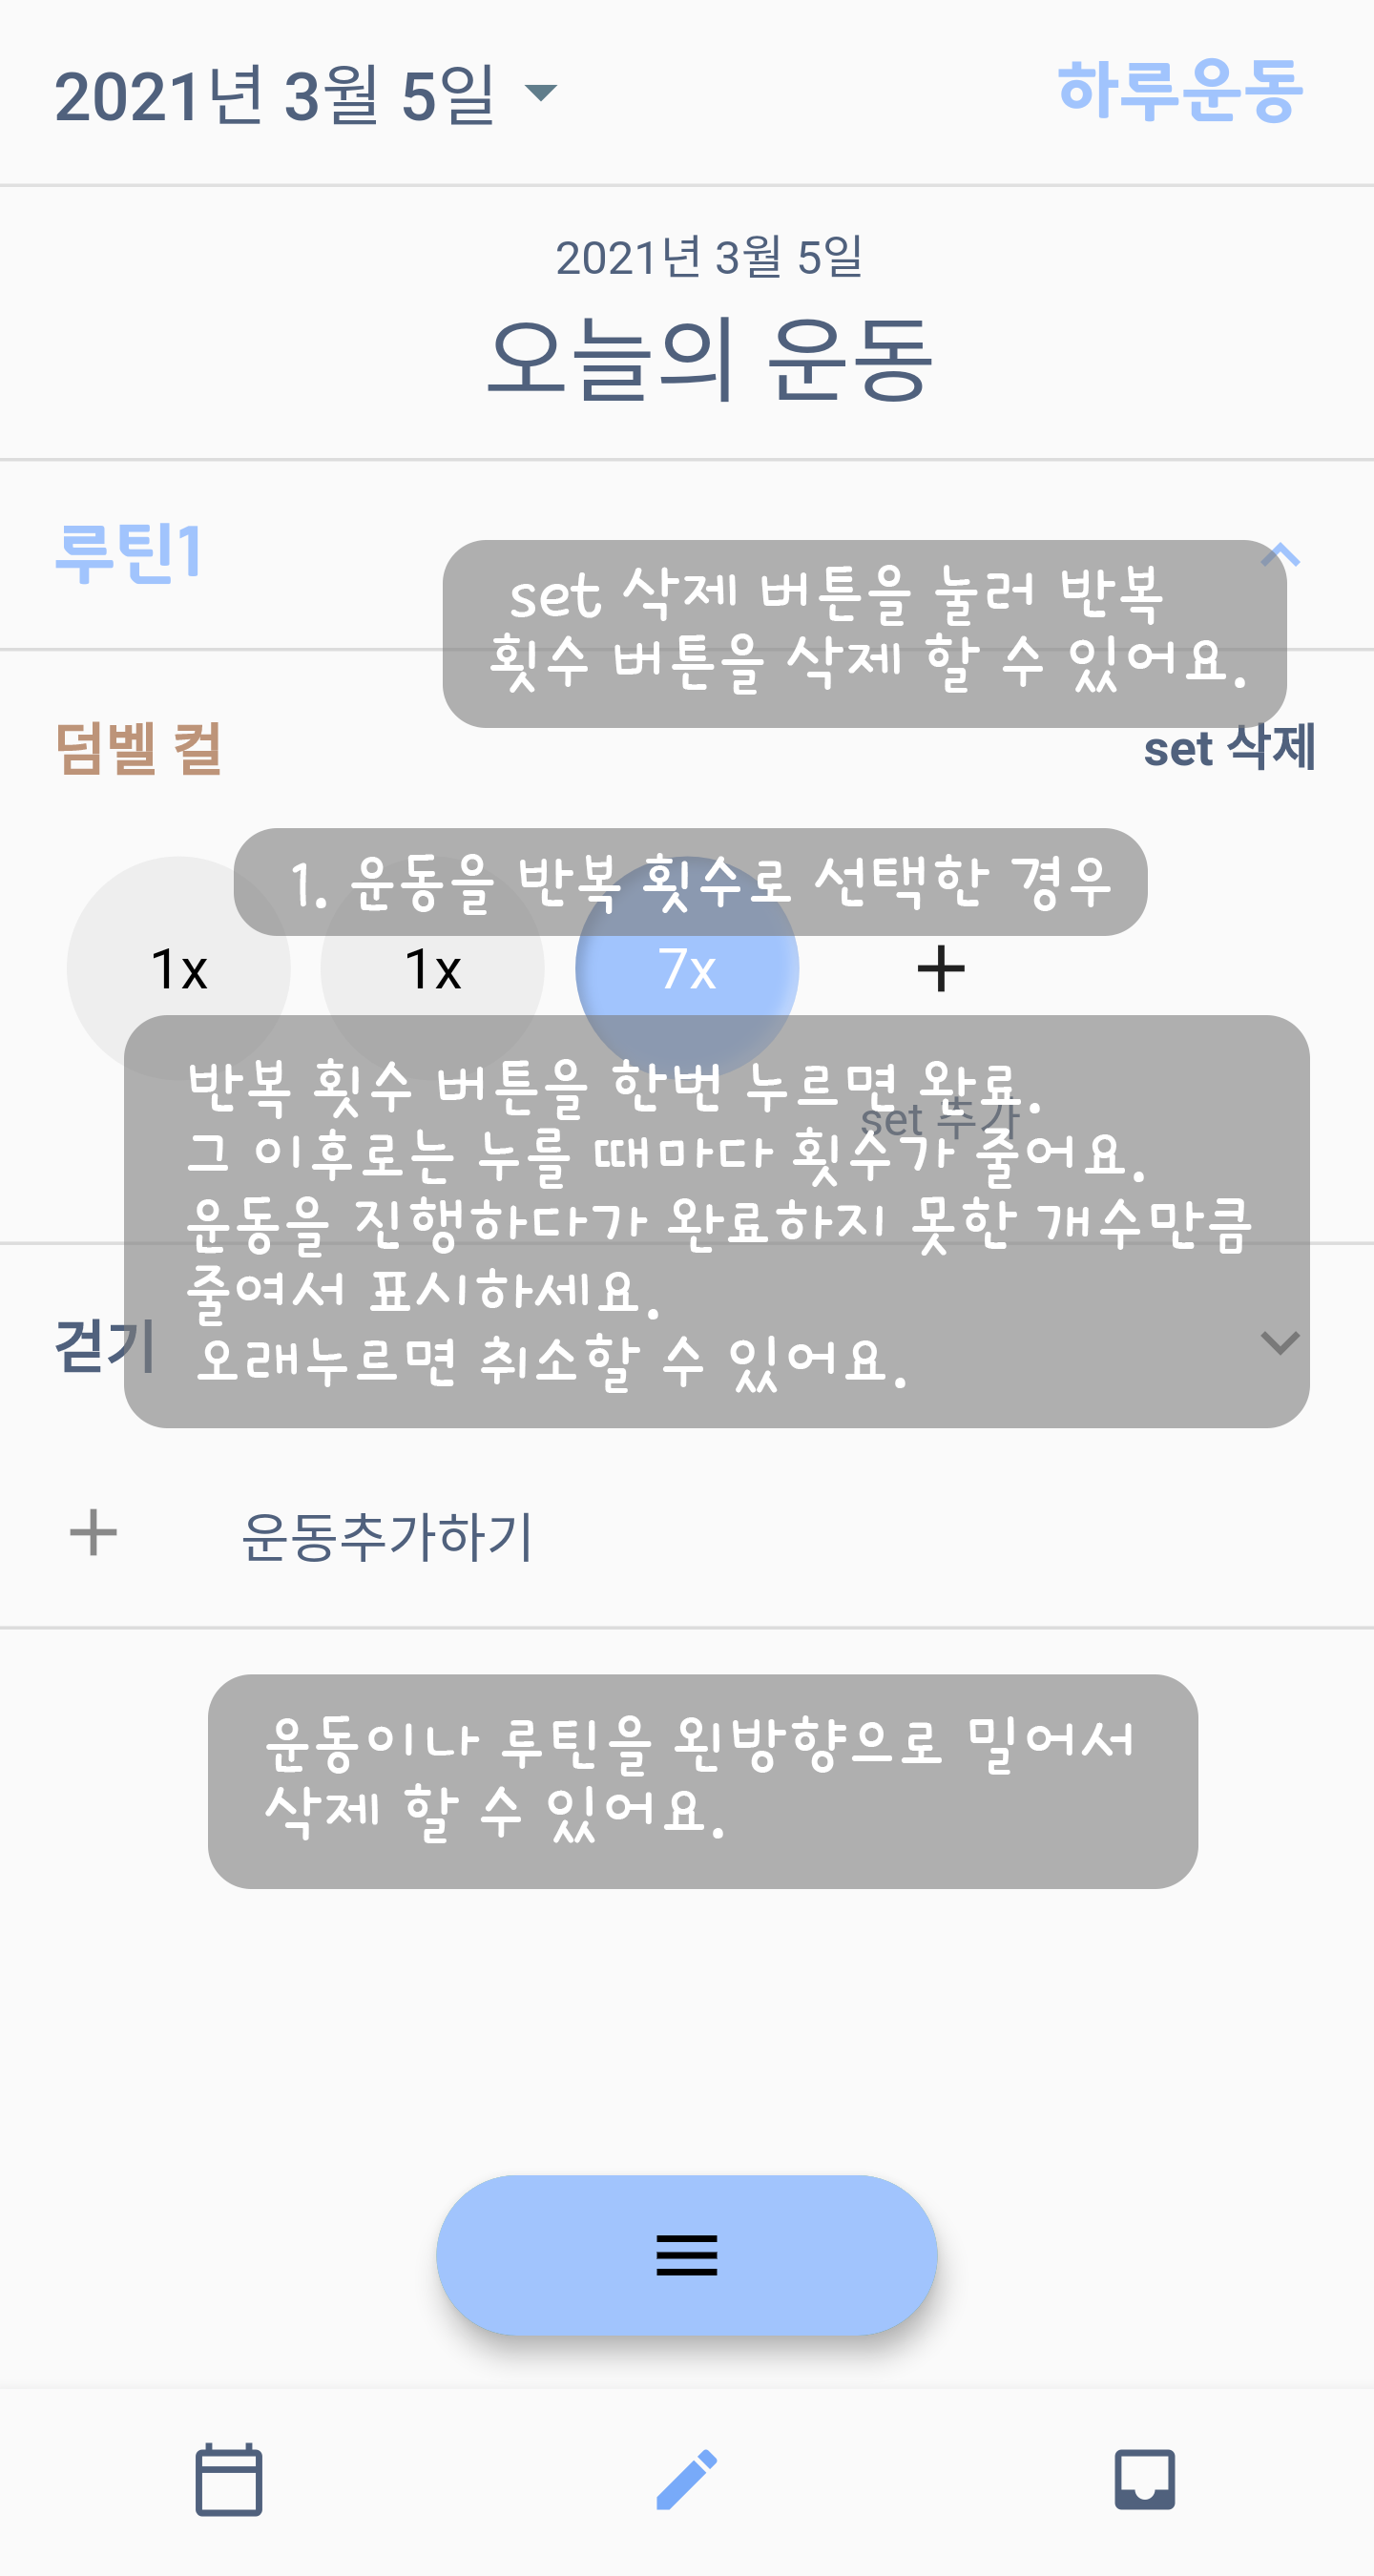 2021년 3월 5일
하루운동
2021년 3월 5일
오늘의 운동
루틴1
set 삭제 버튼을 눌러 반복
횟수 버튼을 삭제 할 수 있어요.
덤벨 컬
set 삭제
1. 운동을 반복 횟수로 선택한 경우
1x 1x 7x
set 추가
반복 횟수 버튼을 한번 누르면 완료.
그 이후로는 누를 때마다 횟수가 줄어요.
운동을 진행하다가 완료하지 못한 개수만큼
줄여서 표시하세요.
오래누르면 취소할 수 있어요.
걷기
운동추가하기
운동이나 루틴을 왼방향으로 밀어서
삭제 할 수 있어요.